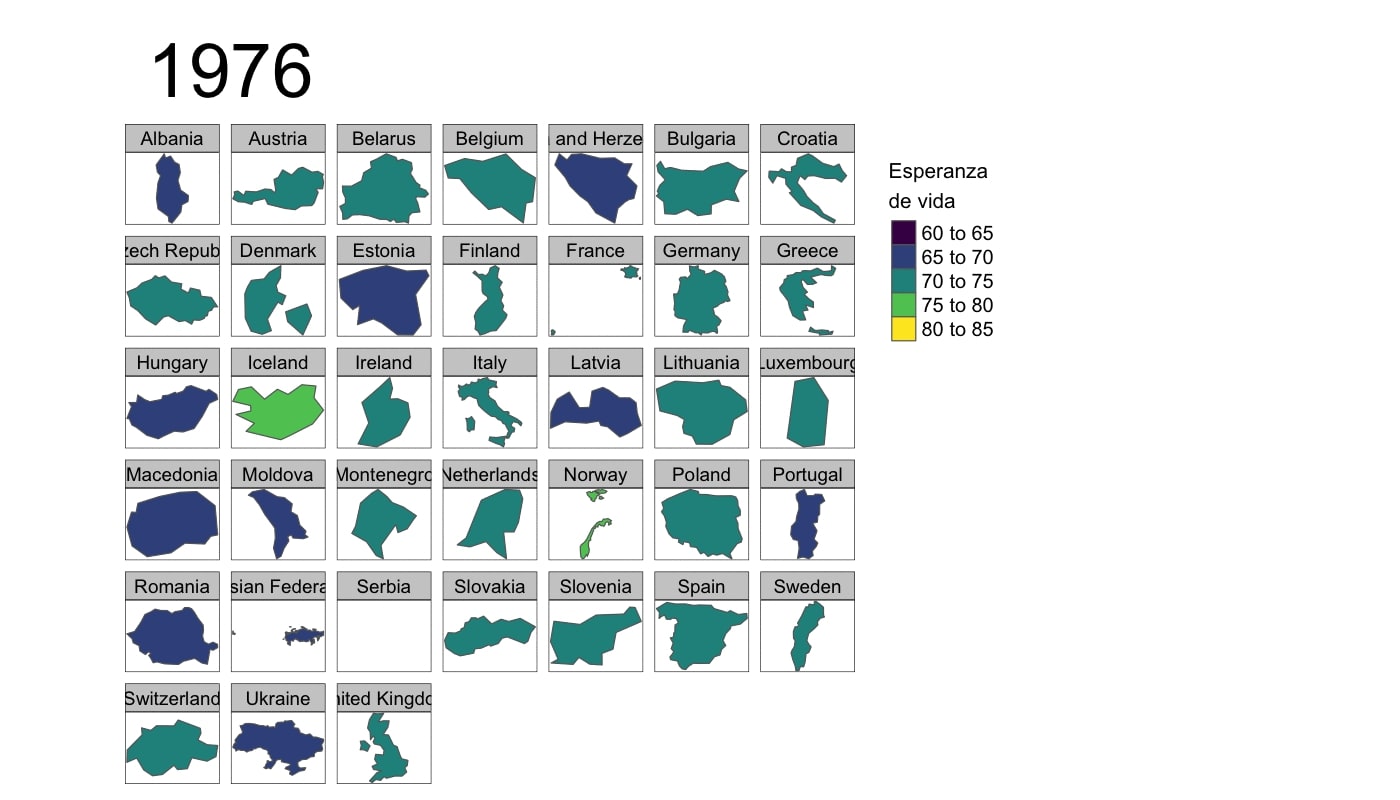 1976
Albania
Austria
Belarus
Belgium
and Herze
Bulgaria
Croatia
zech Repub
Denmark
Estonia
Finland
France
Germany
Greece
Hungary
Iceland
Ireland
Italy
Latvia
Lithuania
Luxembourg
Macedonia
Moldova
Montenegro
Netherlands
Norway
Poland
Portugal
Romania
sian Federa
Serbia
Slovakia
Slovenia
Spain
Sweden
Switzerland
Ukraine
nited Kingdo
Esperanza
de vida
60 to 65
65 to 70
70 to 75
75 to 80
80 to 85